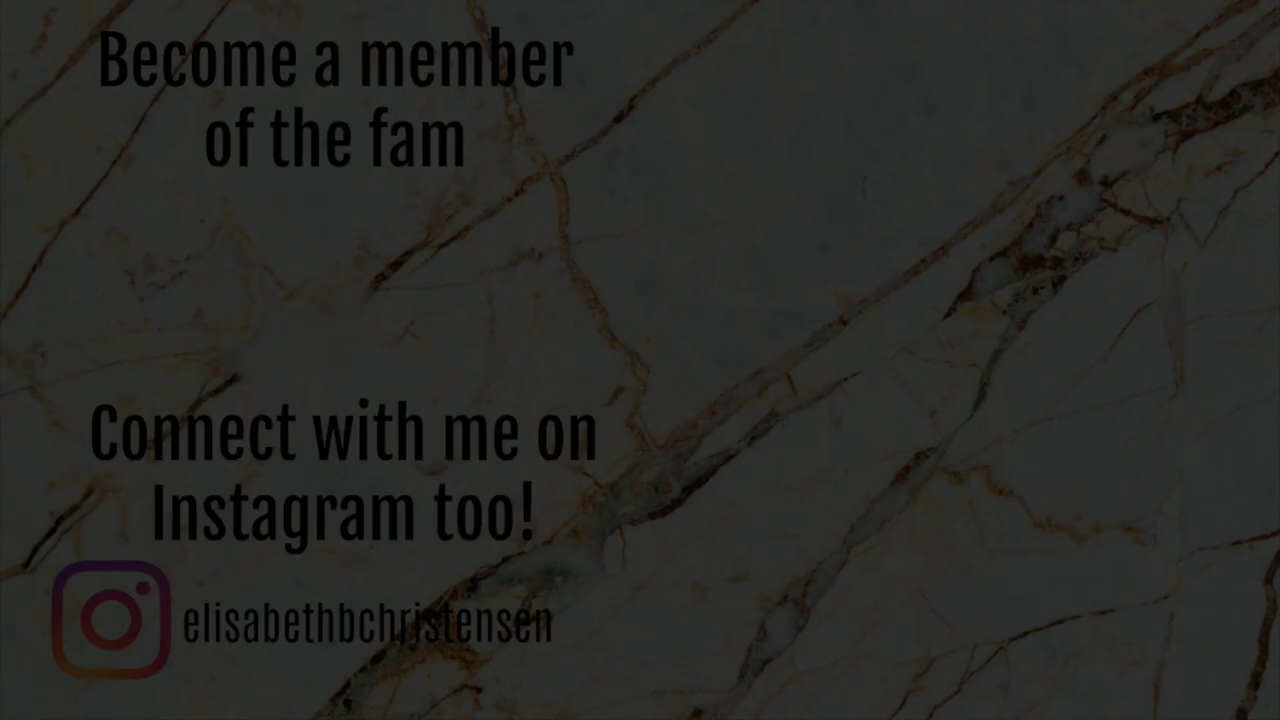 Become a member
of the fam
Connect with me on
Instagram too!
elisabethbchristensen